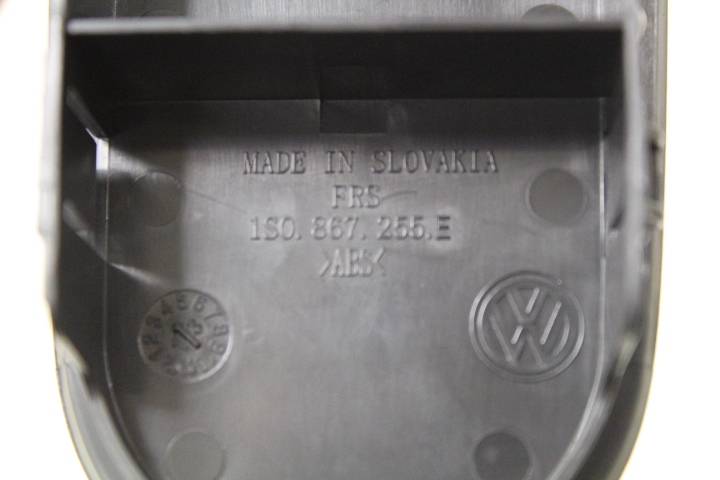 MADE IN SLOVAKIA
FRS
1S0. 867. 255. E
>ABS<